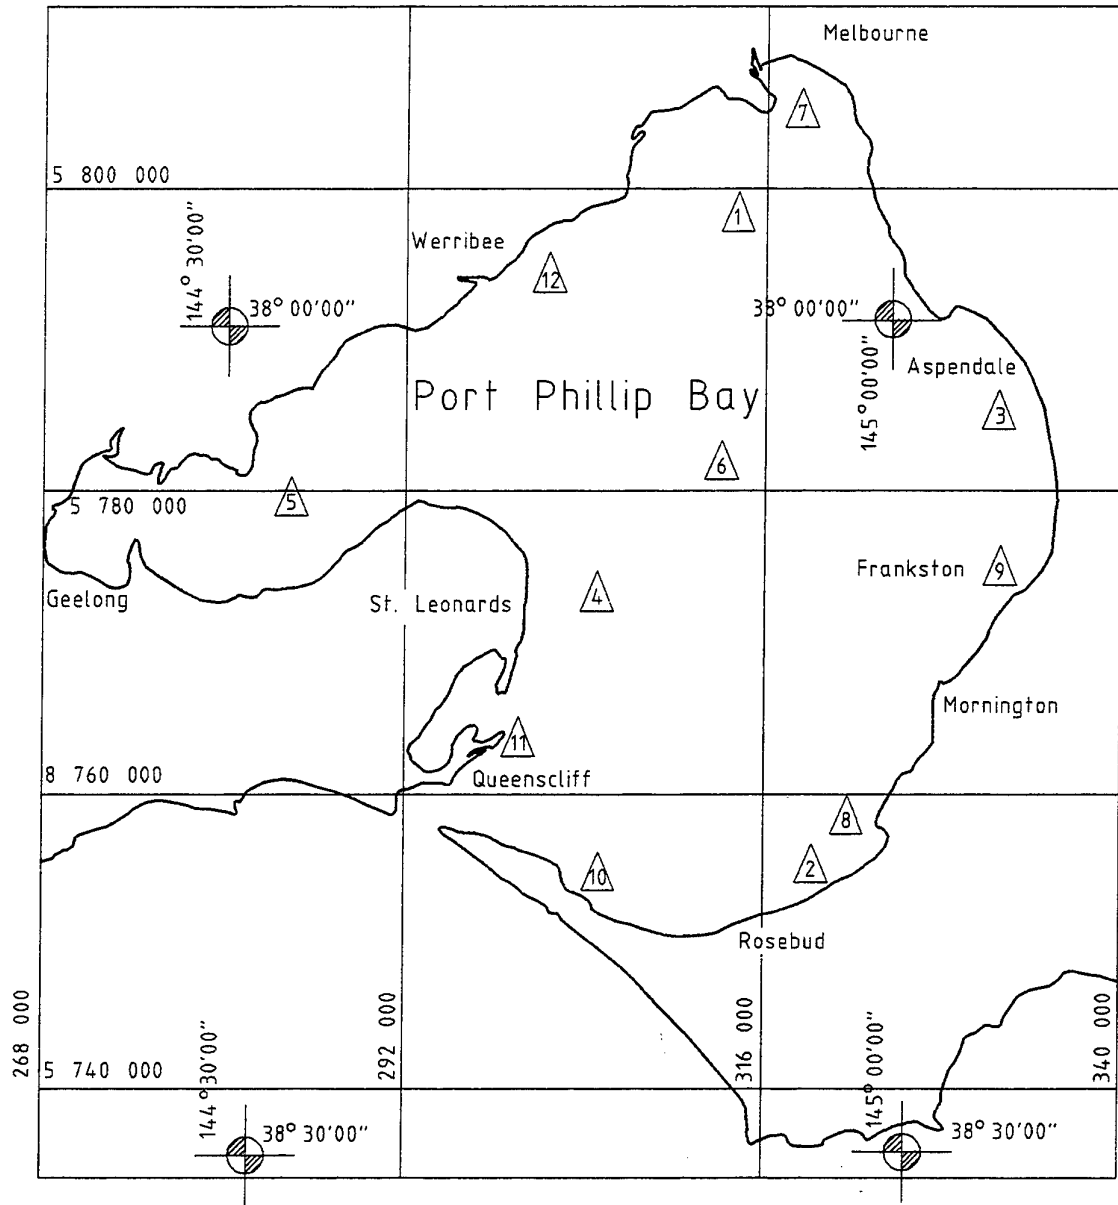 Melbourne
7
5 800 000
1
Werribee
12
144° 30'00"
38° 00'00"
38° 00'00"
145° 00'00"
Aspendale
Port Phillip Bay
3
6
5
5 780 000
Frankston
9
Geelong
St. Leonards
4
Mornington
11
Queenscliff
8 760 000
8
2
10
Rosebud
268 000
292 000
316 000
340 000
5 740 000
144° 30'00"
38° 30'00"
145° 00'00"
38° 30'00"